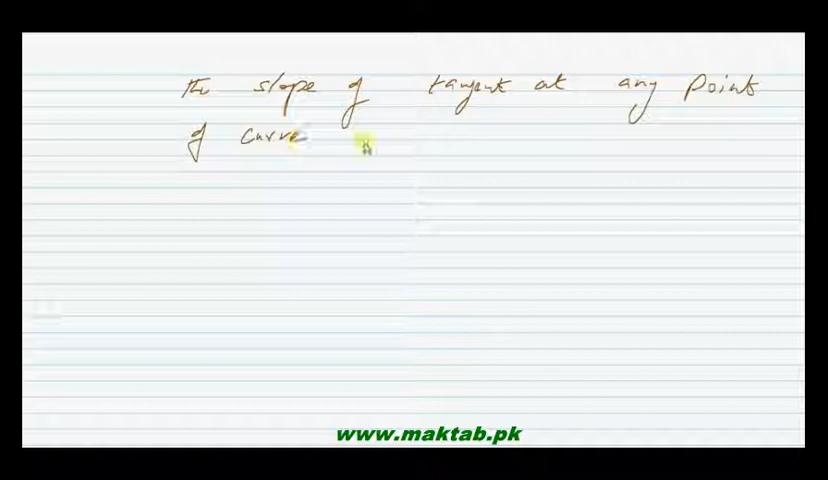 the slope of tangent at any point
of curve
www.maktab.pk